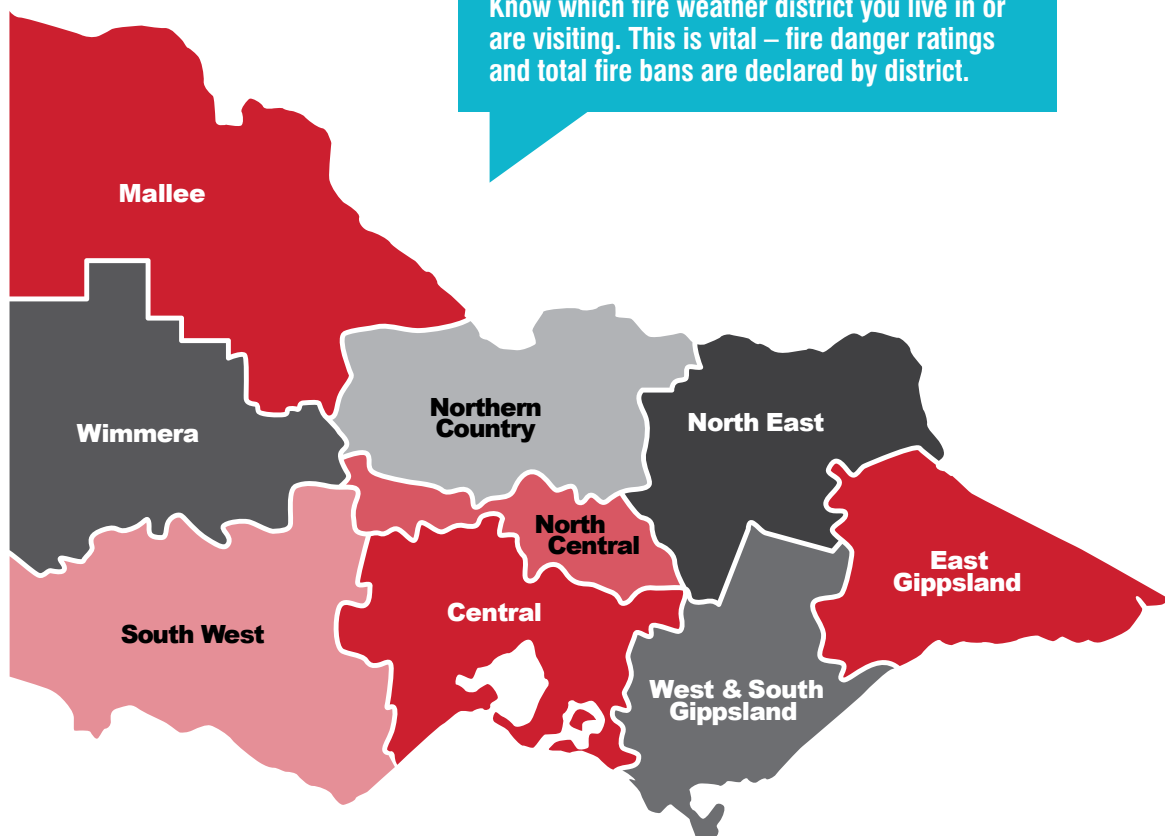 Know which fire weather district you live in or
are visiting. This is vital – fire danger ratings
and total fire bans are declared by district.
Mallee
Wimmera
Northern
Country
North East
North
Central
East
Gippsland
Central
South West
West & South
Gippsland